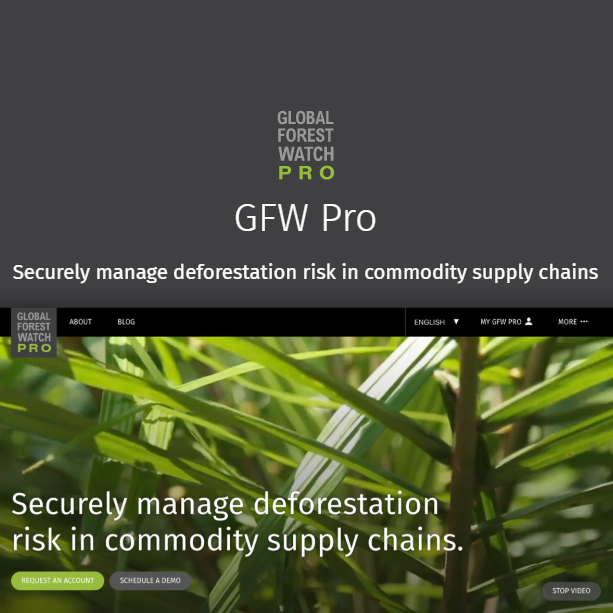 GLOBAL
FOREST
WATCH
PRO
GFW Pro
Securely manage deforestation risk in commodity supply chains
GLOBAL
FOREST
WATCH
PRO
ABOUT
BLOG
ENGLISH ▼
MY GFW PRO
MORE •••
Securely manage deforestation
risk in commodity supply chains.
REQUEST AN ACCOUNT
SCHEDULE A DEMO
STOP VIDEO